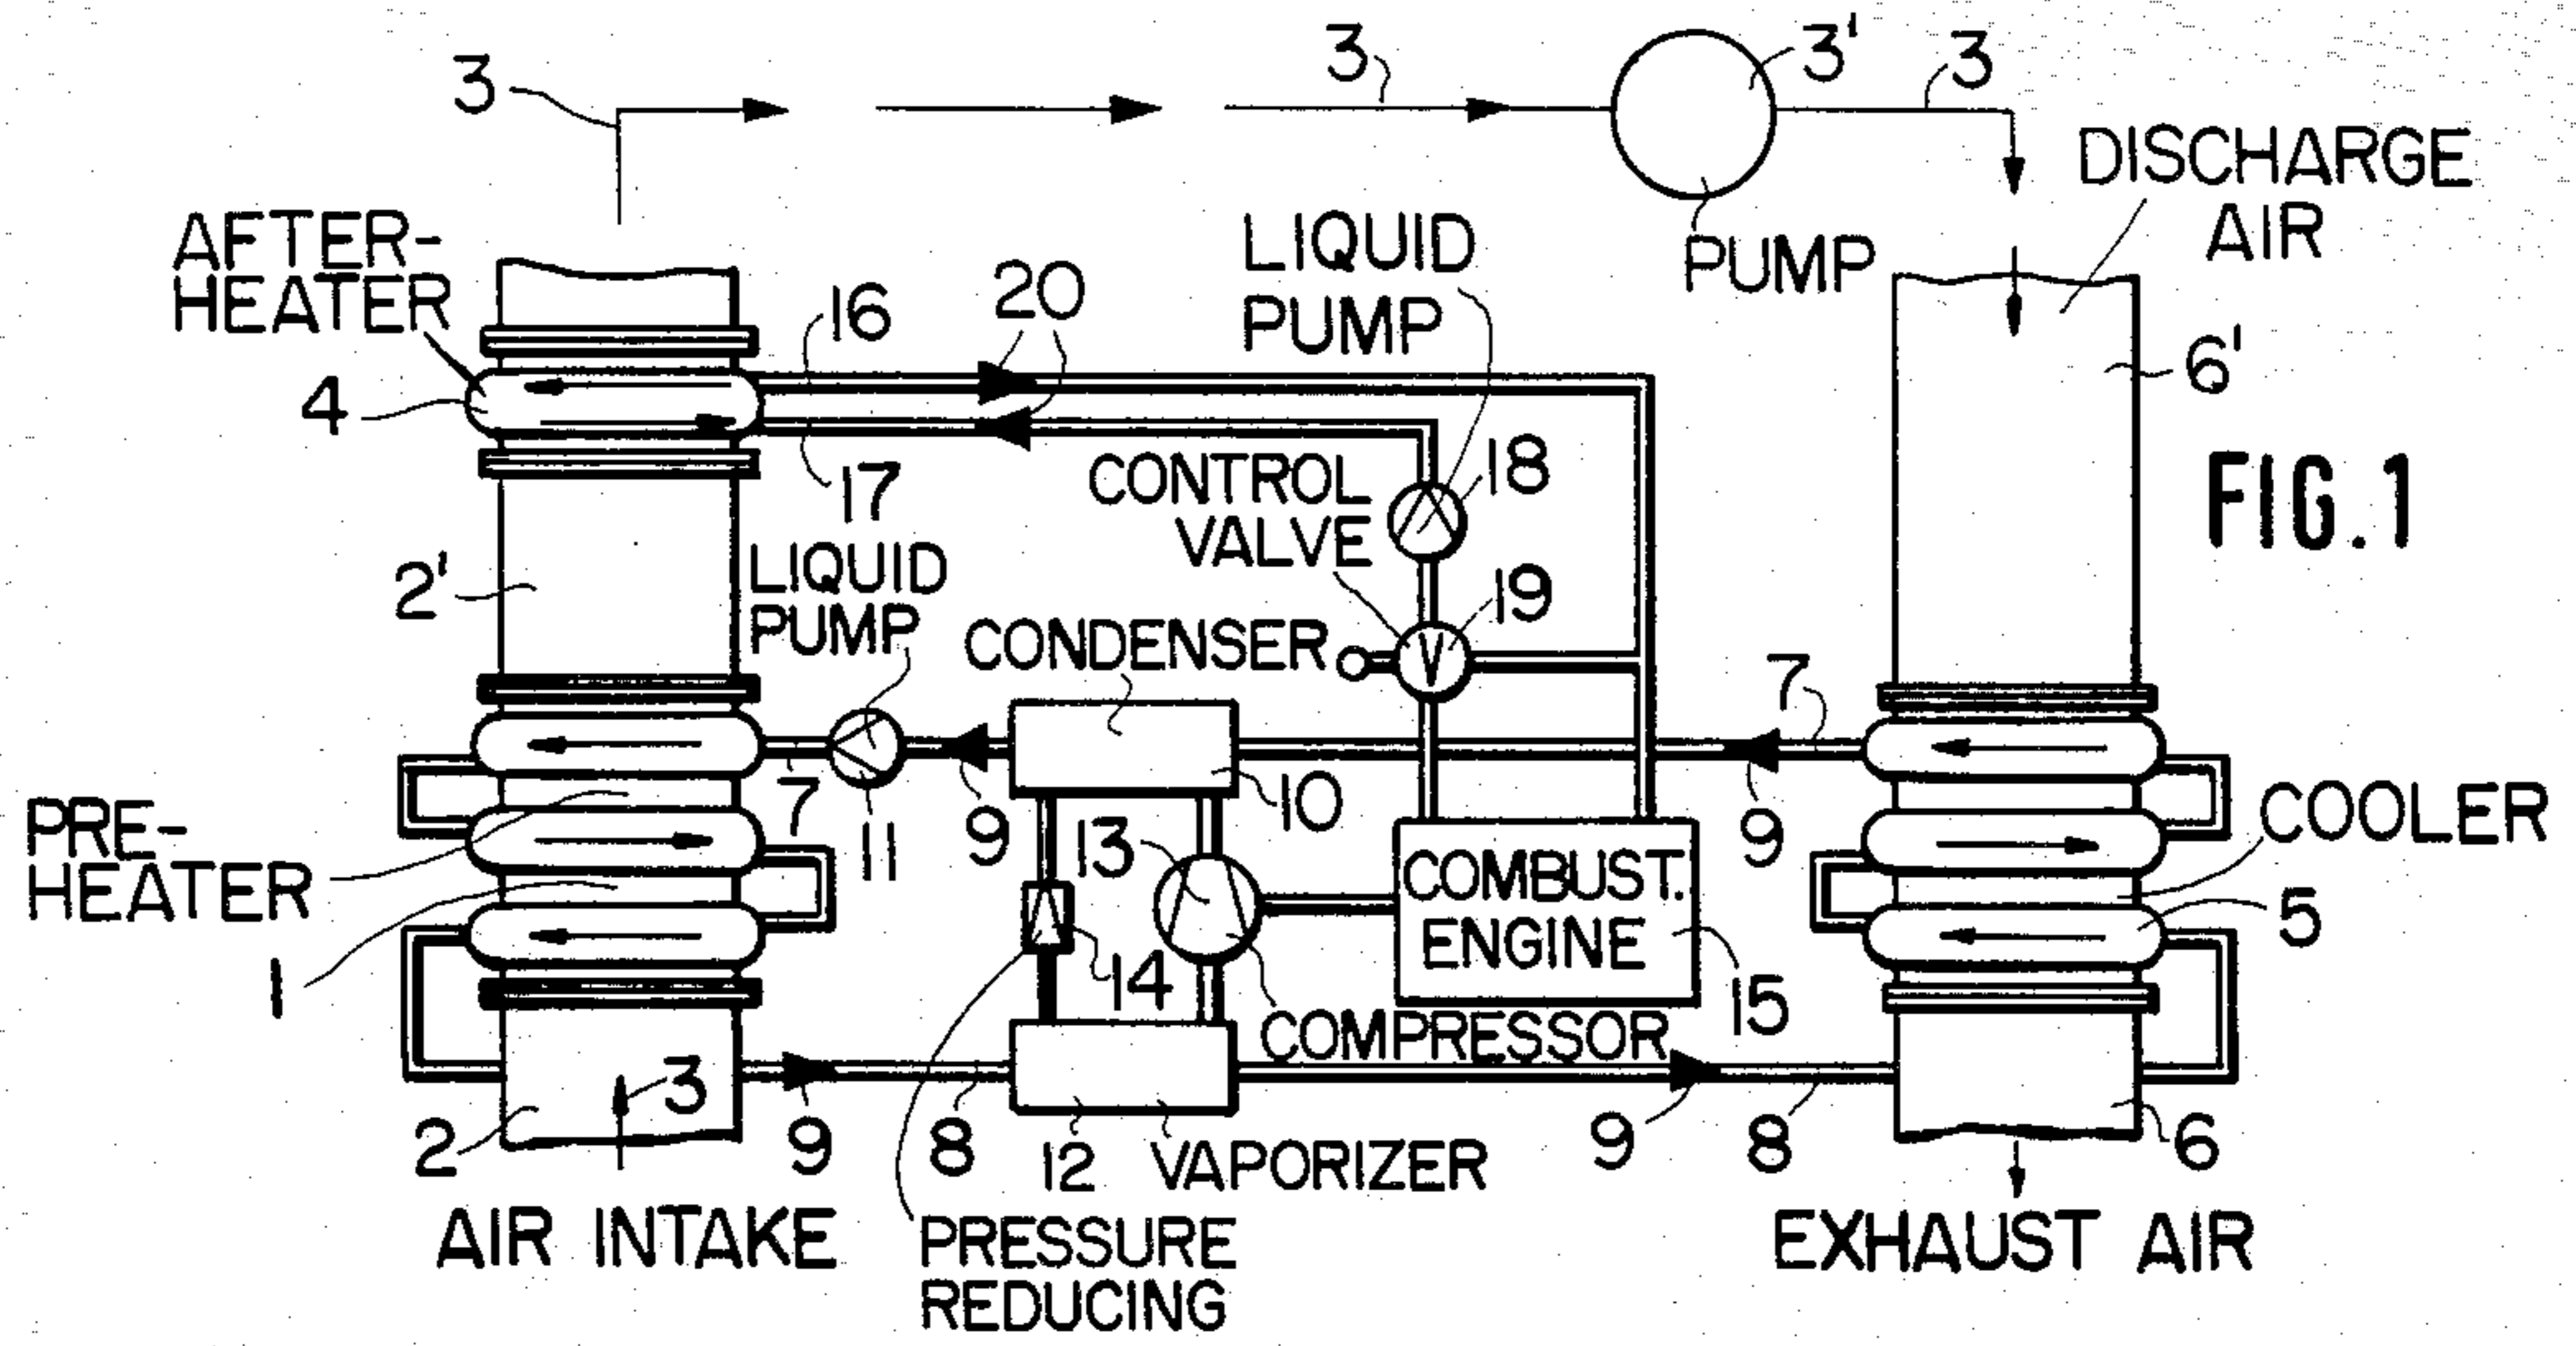 3
3
3'
3
DISCHARGE
AIR
PUMP
LIQUID
PUMP
AFTER-
HEATER
20
16
4
6'
17
CONTROL
VALVE
18
FIG.1
2'
LIQUID
PUMP
19
CONDENSER
V
7
PRE-
HEATER
7
11
9
10
13
9
COOLER
COMBUST.
ENGINE
5
1
14
15
COMPRESSOR
3
2
9
8
12
VAPORIZER
9
8
6
AIR INTAKE
PRESSURE
REDUCING
EXHAUST AIR